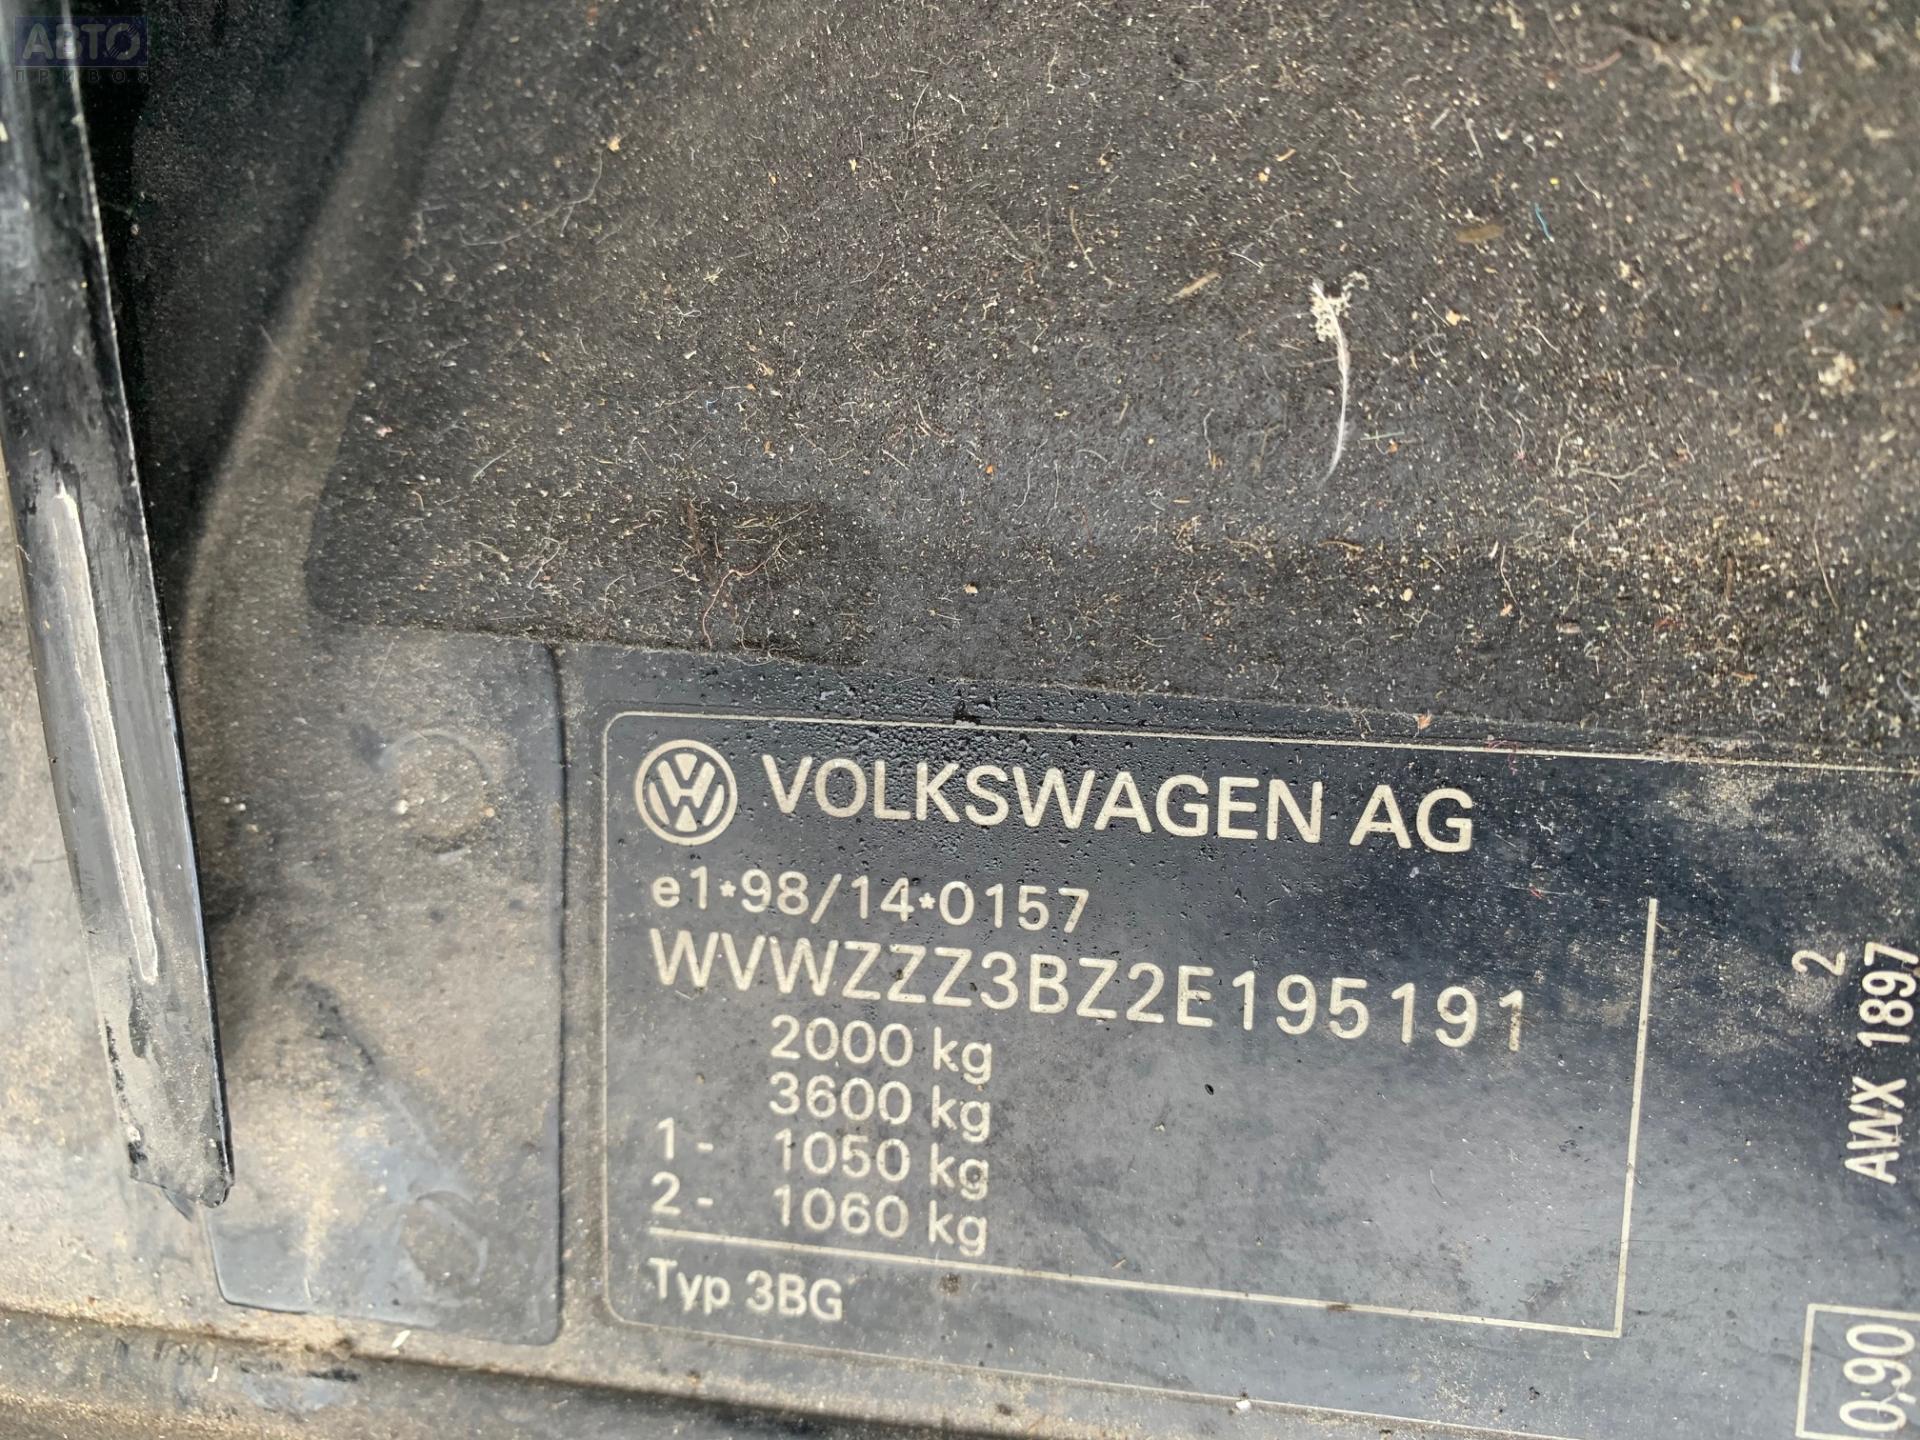 АВТО
ПРИВОЗ
VOLKSWAGEN AG
e1*98/14*0157
WVWZZZ3BZ2E195191
2000 kg
3600 kg
1 - 1050 kg
2 - 1060 kg
Typ 3BG
2
AWX 1897
0,90